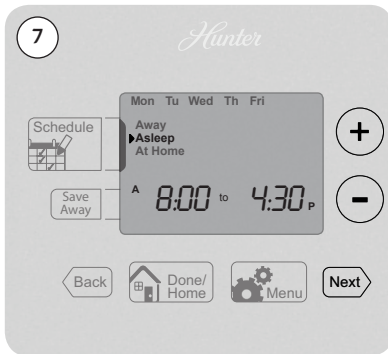 7
Hunter
Mon Tu Wed Th Fri
Schedule
Away
Asleep
At Home
Save
Away
A 8:00 to 4:30 P
+
-
Back
Done/
Home
Menu
Next